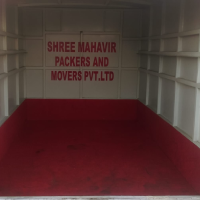 SHREE MAHAVIR
PACKERS AND
MOVERS PVT.LTD